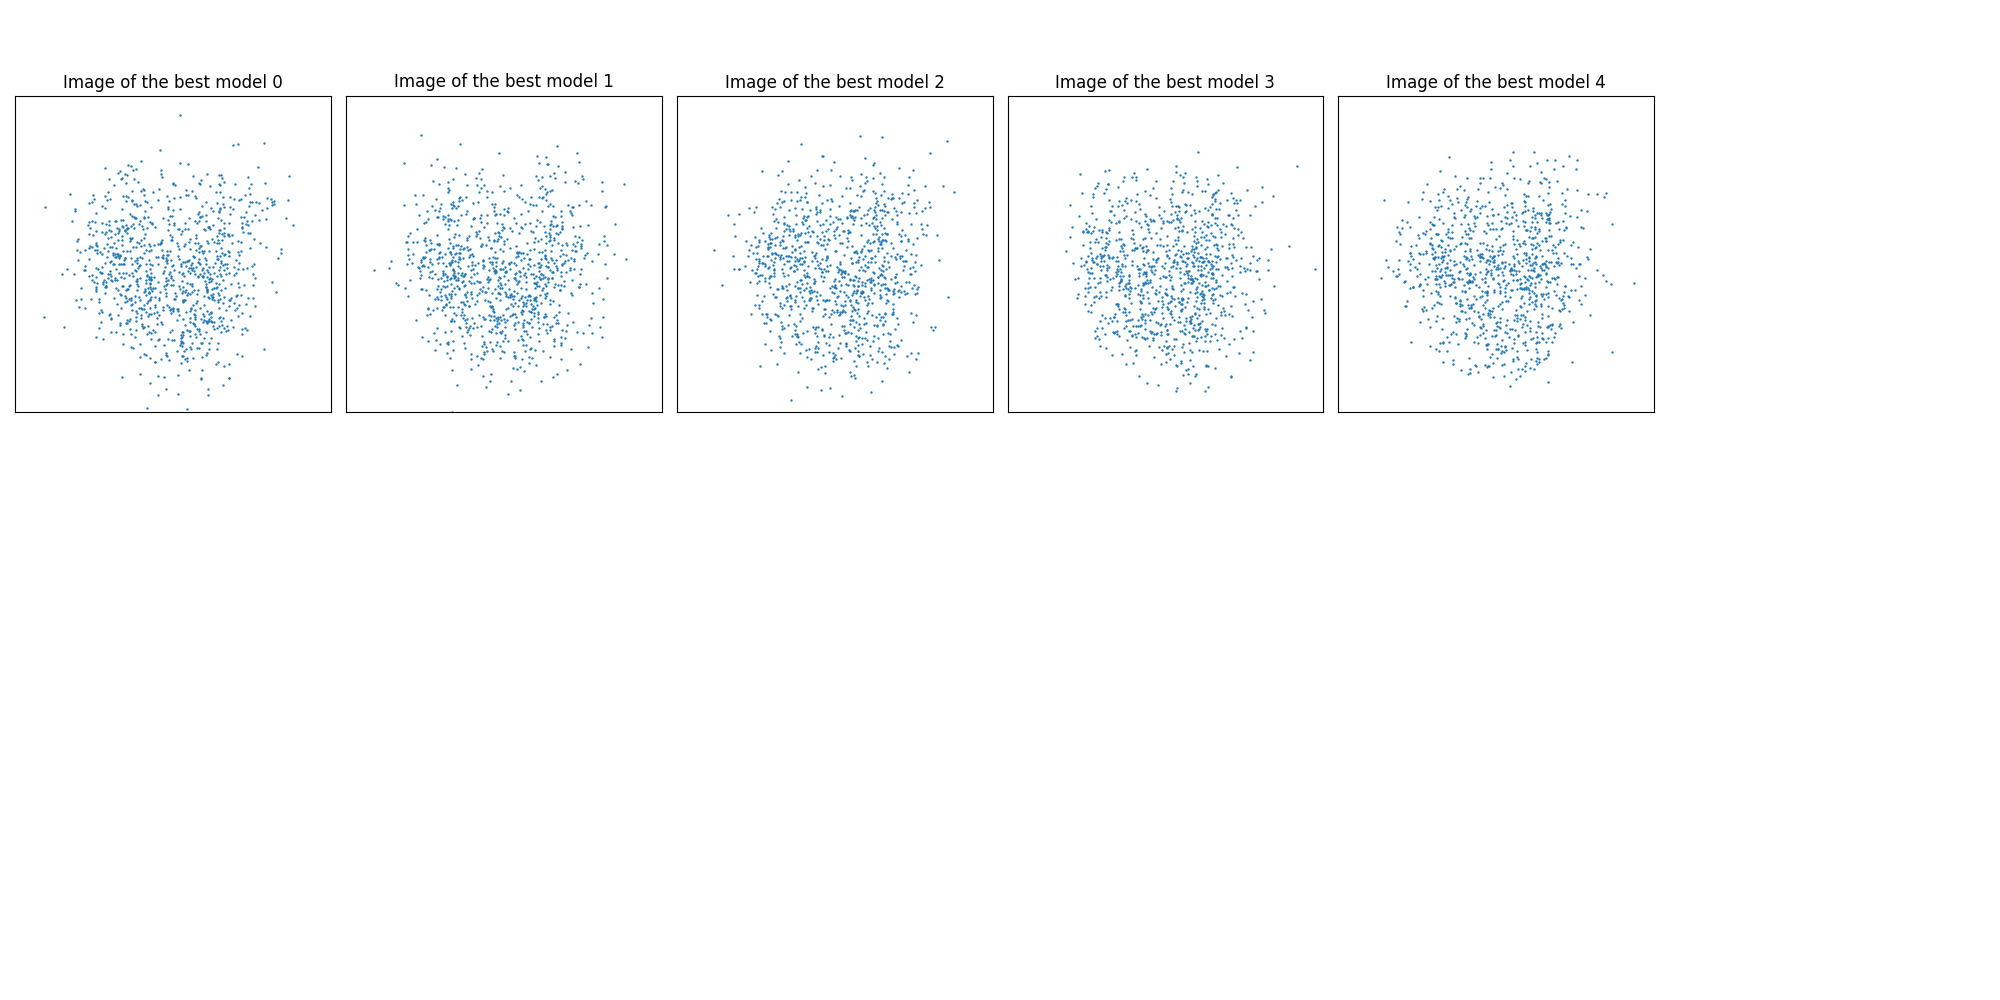 Image of the best model 0
Image of the best model 1
Image of the best model 2
Image of the best model 3
Image of the best model 4